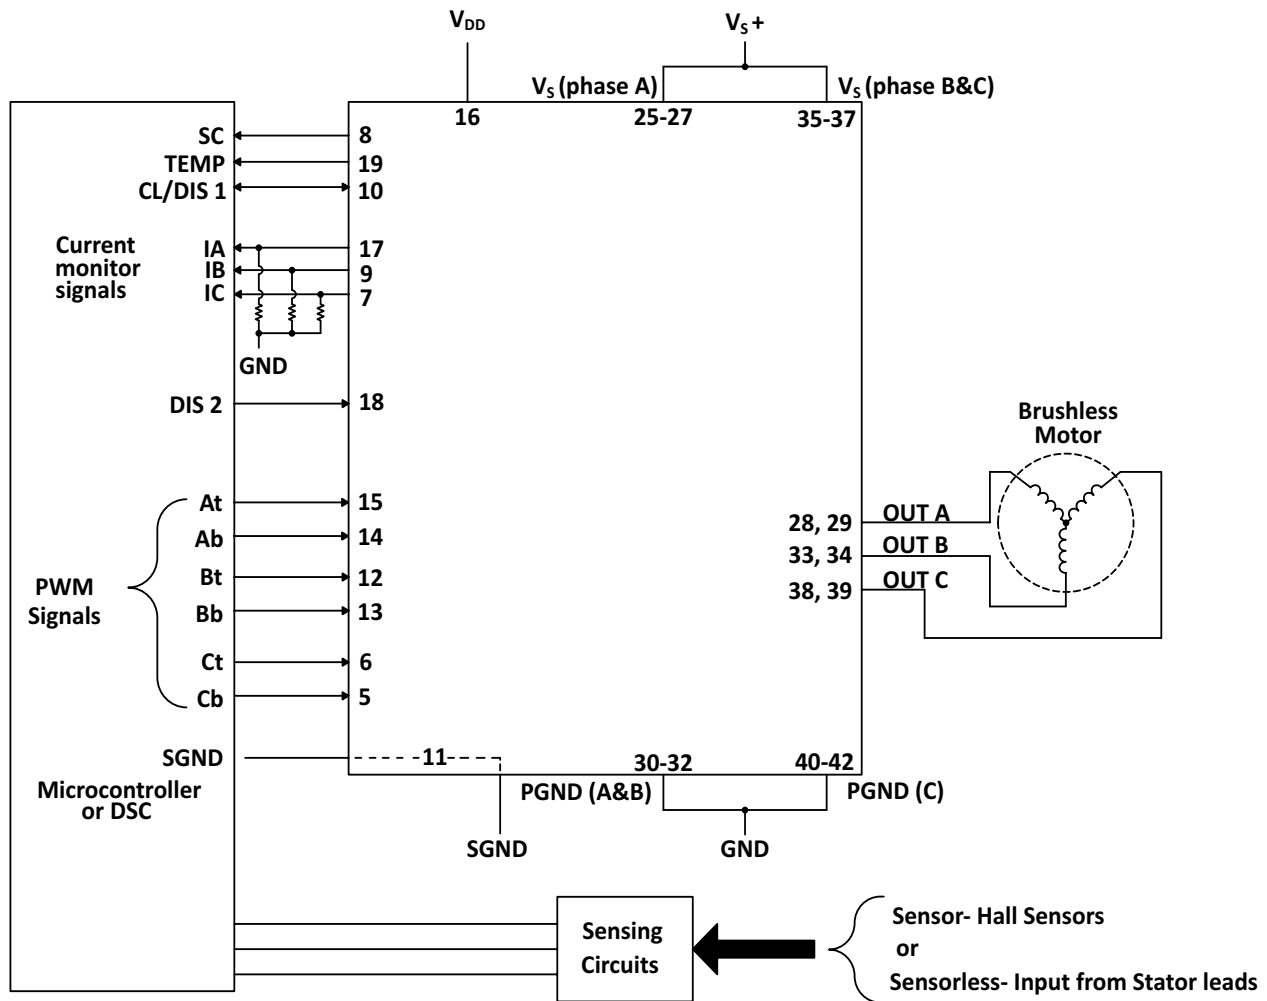 VDD
VS +
VS (phase A)
VS (phase B&C)
16
25-27
35-37
SC
8
TEMP
19
CL/DIS 1
10
Current
monitor
signals
IA
17
IB
9
IC
7
GND
DIS 2
18
Brushless
Motor
PWM
Signals
At
15
Ab
14
Bt
12
Bb
13
Ct
6
Cb
5
28, 29
OUT A
33, 34
OUT B
38, 39
OUT C
SGND
11
30-32
40-42
Microcontroller
or DSC
PGND (A&B)
PGND (C)
SGND
GND
Sensing
Circuits
Sensor- Hall Sensors
or
Sensorless- Input from Stator leads